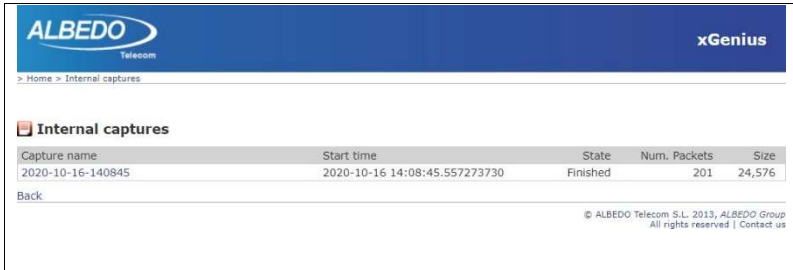 ALBEDO
Telecom
xGenius
> Home > Internal captures
Internal captures
Capture name Start time State Num. Packets Size
2020-10-16-140845 2020-10-16 14:08:45.557273730 Finished 201 24,576
Back
© ALBEDO Telecom S.L. 2013, ALBEDO Group
All rights reserved | Contact us